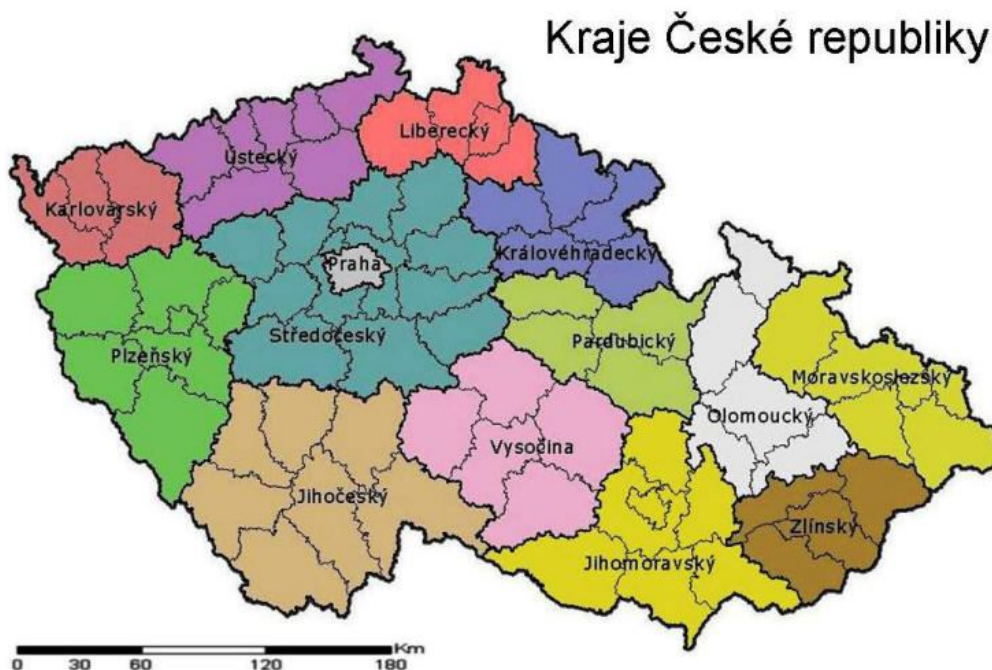 Kraje České republiky
Liberecký
Ústecký
Karlovarský
Královéhradecký
Praha
Středočeský
Pardubický
Plzeňský
Moravskoslezský
Olomoucký
Vysočina
Jihočeský
Zlínský
Jihomoravský
Km
0 30 60 120 180